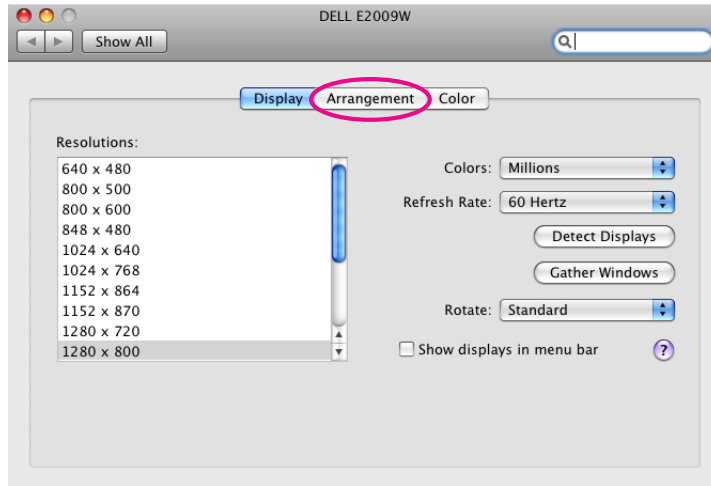 DELL E2009W
Show All
Display Arrangement Color
Resolutions:
640 x 480
800 x 500
800 x 600
848 x 480
1024 x 640
1024 x 768
1152 x 864
1152 x 870
1280 x 720
1280 x 800
Colors: Millions
Refresh Rate: 60 Hertz
Detect Displays
Gather Windows
Rotate: Standard
Show displays in menu bar ?